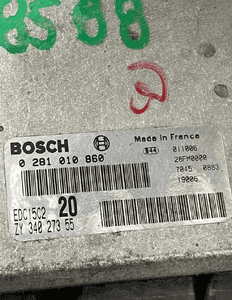 8588
BOSCH
Made in France
0 281 010 860
011006
28FM0000
7045 0883
19006
EDC15C2 20
ZY 340 273 55